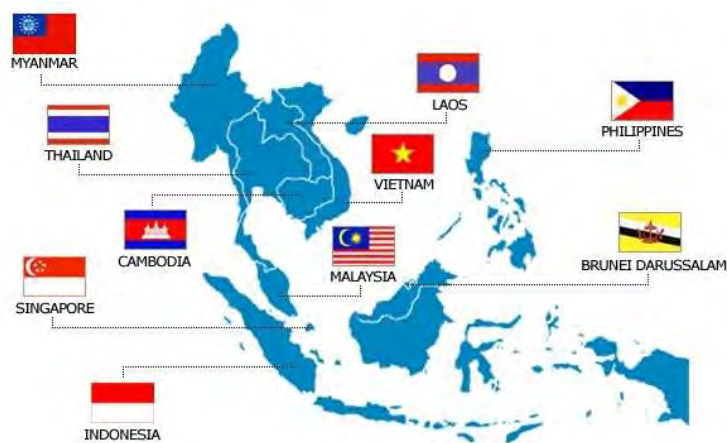 MYANMAR
LAOS
PHILIPPINES
THAILAND
VIETNAM
CAMBODIA
MALAYSIA
BRUNEI DARUSSALAM
SINGAPORE
INDONESIA